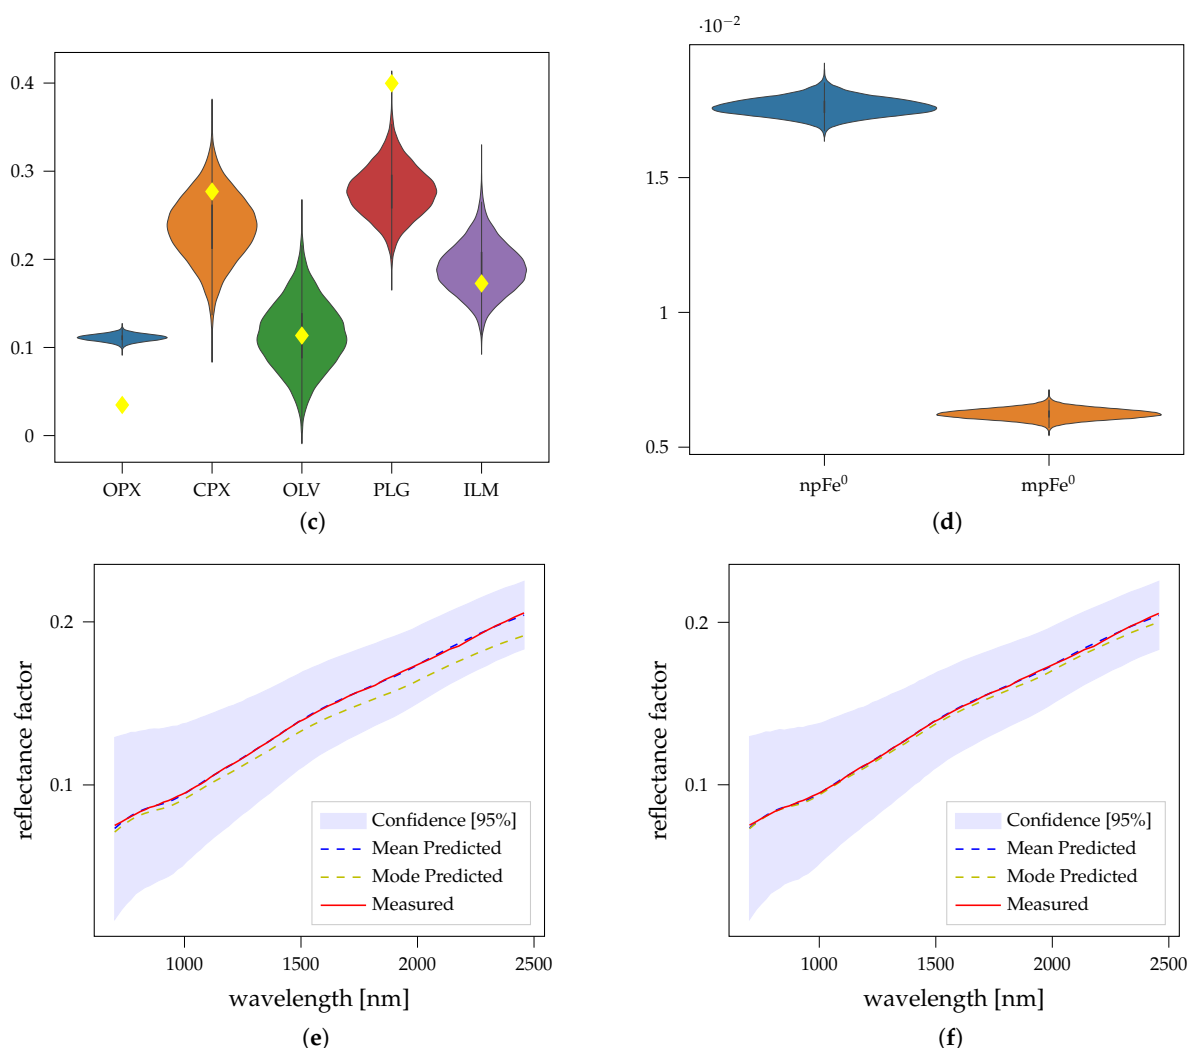 ·10−2
0.4
0.3
0.2
0.1
0
OPX CPX OLV PLG ILM
(c)
1.5
1
0.5
npFe0 mpFe0
(d)
0.2
0.1
reflectance factor
Confidence [95%]
Mean Predicted
Mode Predicted
Measured
1000 1500 2000 2500
wavelength [nm]
(e)
0.2
0.1
reflectance factor
Confidence [95%]
Mean Predicted
Mode Predicted
Measured
1000 1500 2000 2500
wavelength [nm]
(f)